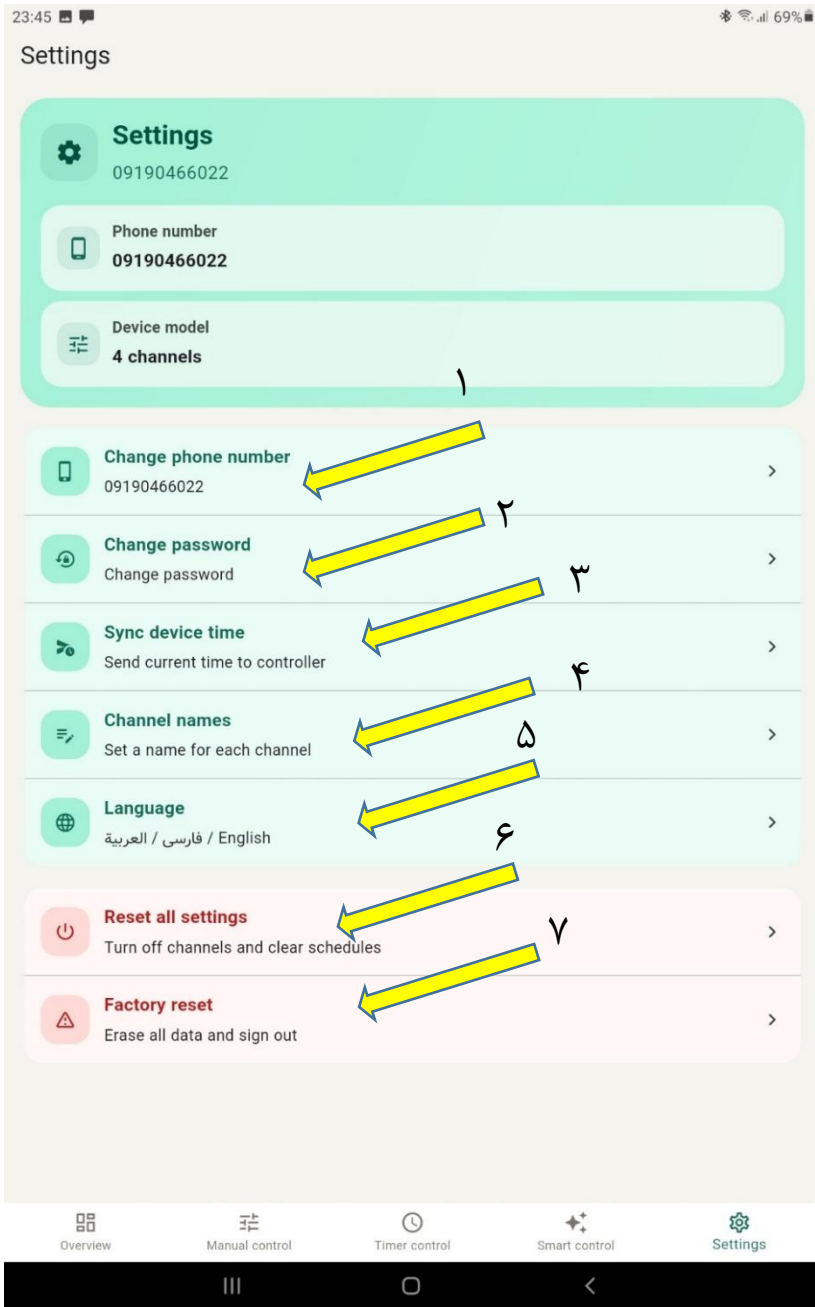 23:45 69%
Settings
Settings
09190466022
Phone number
09190466022
Device model
4 channels
۱
Change phone number
09190466022
۲
Change password
Change password
۳
Sync device time
Send current time to controller
۴
Channel names
Set a name for each channel
۵
Language
English / فارسی / العربية
۶
Reset all settings
Turn off channels and clear schedules
۷
Factory reset
Erase all data and sign out
Overview Manual control Timer control Smart control Settings